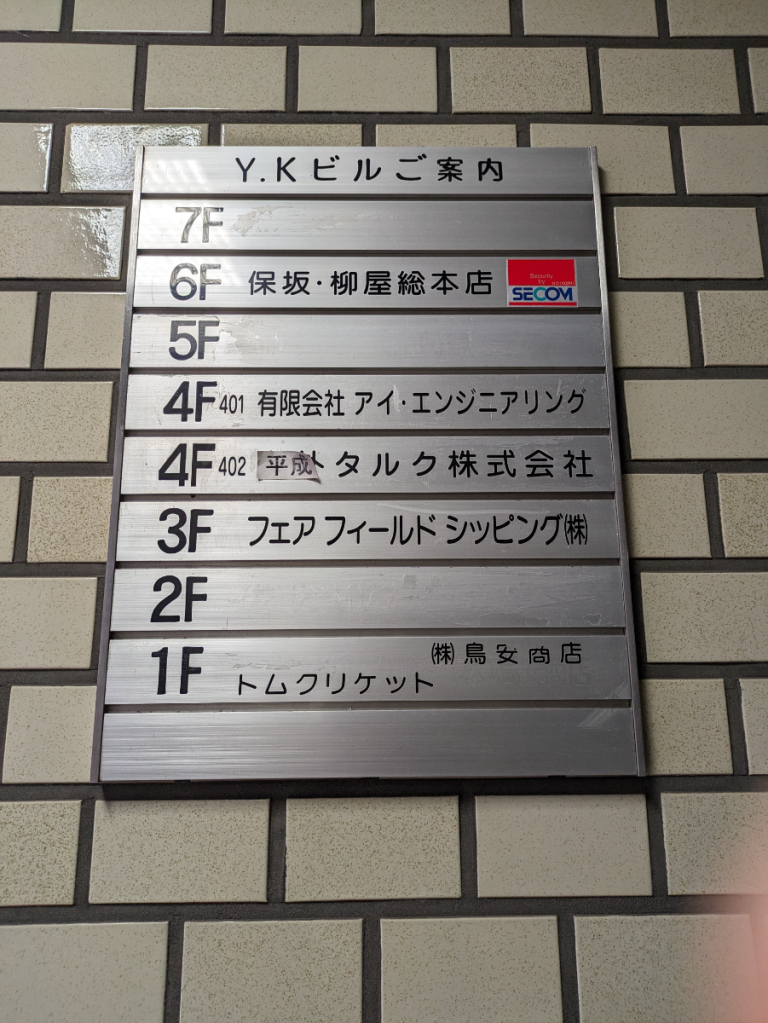 Y.Kビルご案内
7F
6F 保坂・柳屋総本店
Security
by
SECOM
5F
4F 401 有限会社 アイ・エンジニアリング
4F 402 平成トタルク株式会社
3F フェアフィールド シッピング㈱
2F
1F ㈱鳥安商店
トムクリケット